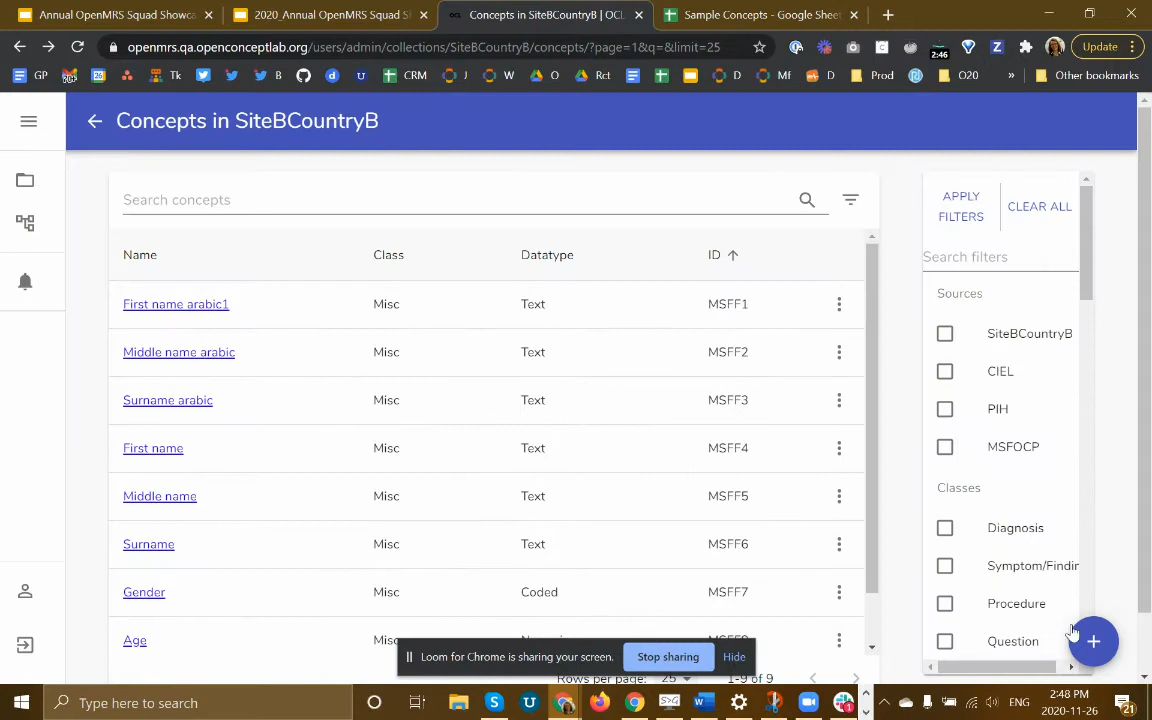 Annual OpenMRS Squad Showca
2020_Annual OpenMRS Squad S
Concepts in SiteBCountryB | OCL
Sample Concepts - Google Sheet
openmrs.qa.openconceptlab.org/users/admin/collections/SiteBCountryB/concepts/?page=1&q=&limit=25
2:46
Update
GP
Tk
B
CRM
J
W
O
Rct
D
Mf
D
Prod
O20
»
Other bookmarks
Concepts in SiteBCountryB
Search concepts
APPLY FILTERS
CLEAR ALL
Search filters
Name Class Datatype ID
First name arabic1 Misc Text MSFF1
Middle name arabic Misc Text MSFF2
Surname arabic Misc Text MSFF3
First name Misc Text MSFF4
Middle name Misc Text MSFF5
Surname Misc Text MSFF6
Gender Misc Coded MSFF7
Age
Sources
SiteBCountryB
CIEL
PIH
MSFOCP
Classes
Diagnosis
Symptom/Findin
Procedure
Question
Loom for Chrome is sharing your screen.
Stop sharing
Hide
Rows per page: 25 1-9 of 9
Type here to search
ENG
2:48 PM
2020-11-26
21